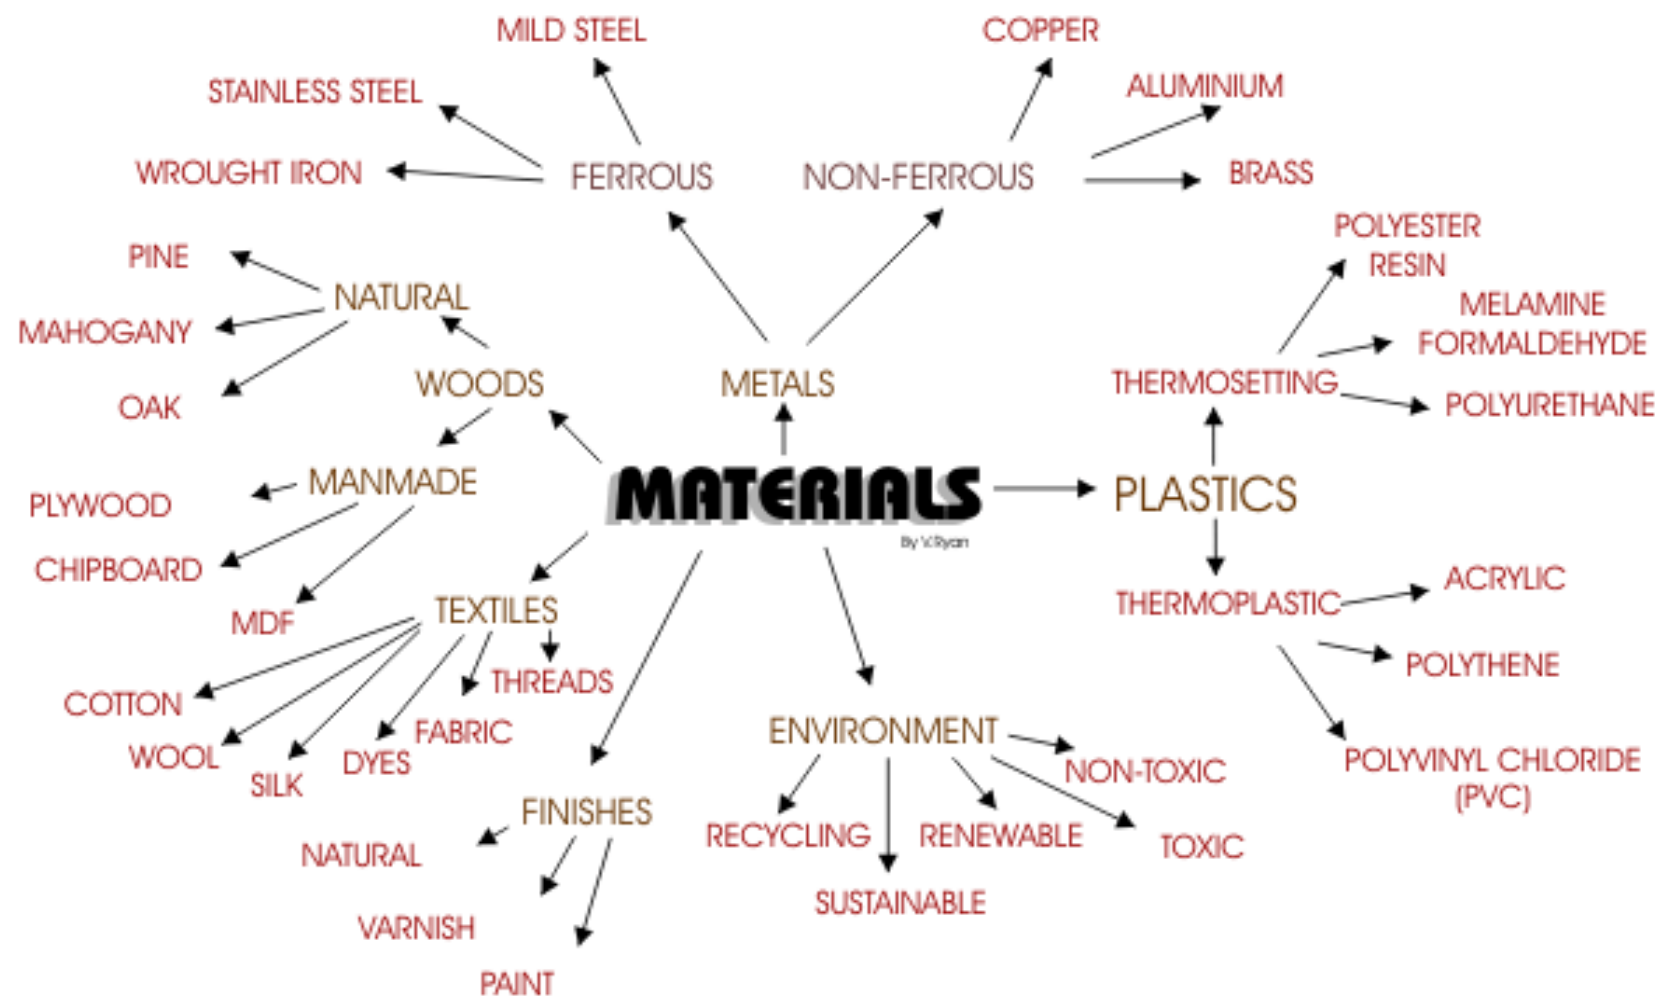 MILD STEEL
COPPER
STAINLESS STEEL
ALUMINIUM
WROUGHT IRON
FERROUS
NON-FERROUS
BRASS
POLYESTER
RESIN
PINE
NATURAL
MELAMINE
FORMALDEHYDE
MAHOGANY
WOODS
METALS
THERMOSETTING
OAK
POLYURETHANE
MANMADE
MATERIALS
By V.Ryan
PLASTICS
PLYWOOD
CHIPBOARD
MDF
TEXTILES
THERMOPLASTIC
ACRYLIC
POLYTHENE
COTTON
WOOL
SILK
DYES
FABRIC
THREADS
ENVIRONMENT
NON-TOXIC
POLYVINYL CHLORIDE
(PVC)
FINISHES
RECYCLING
RENEWABLE
TOXIC
NATURAL
SUSTAINABLE
VARNISH
PAINT